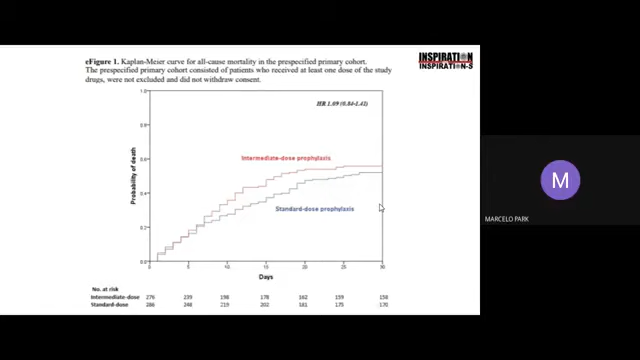 eFigure 1. Kaplan-Meier curve for all-cause mortality in the prespecified primary cohort.
The prespecified primary cohort consisted of patients who received at least one dose of the study
drugs, were not excluded and did not withdraw consent.
INSPIRATION
INSPIRATION-S
HR 1.09 (0.84-1.42)
Intermediate-dose prophylaxis
Standard-dose prophylaxis
Probability of death
1.0
0.8
0.6
0.4
0.2
0.0
0 5 10 15 20 25 30
Days
No. at risk
Intermediate-dose 276 239 198 178 162 159 158
Standard-dose 286 248 219 202 181 175 170
M
MARCELO PARK